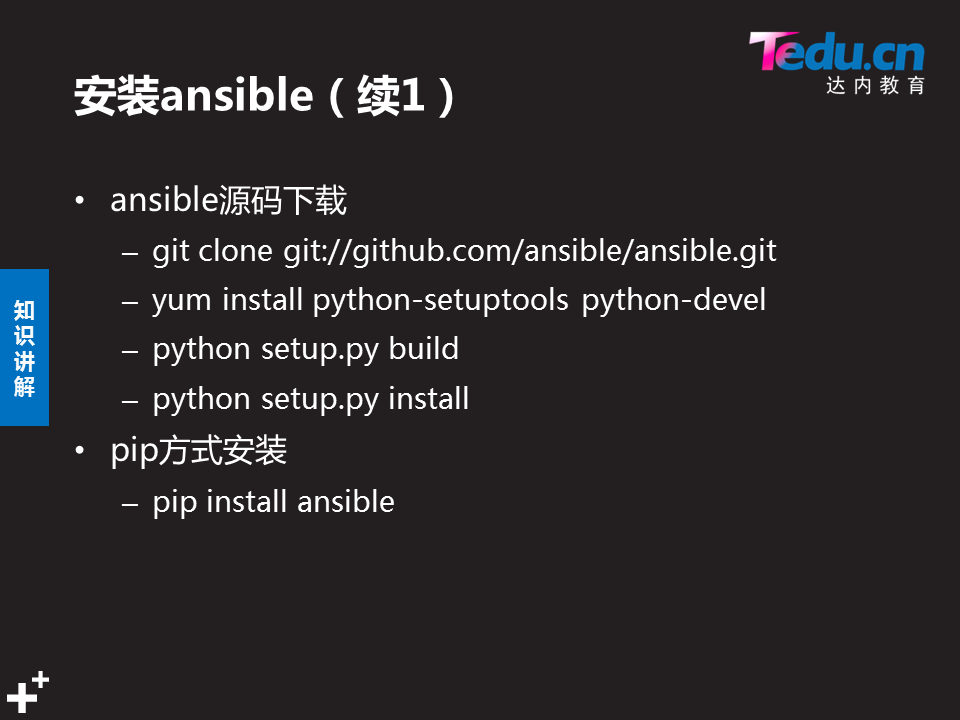 Tedu.cn
达内教育
安装ansible（续1）
• ansible源码下载
– git clone git://github.com/ansible/ansible.git
– yum install python-setuptools python-devel
– python setup.py build
– python setup.py install
• pip方式安装
– pip install ansible
知识讲解